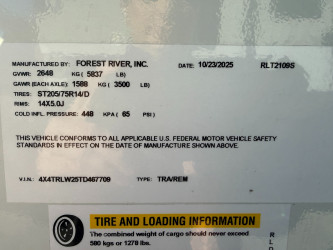 MANUFACTURED BY: FOREST RIVER, INC.
GVWR: 2648 KG ( 5837 LB) DATE: 10/23/2025 RLT2109S
GAWR (EACH AXLE): 1588 KG ( 3500 LB)
TIRES: ST205/75R14/D
RIMS: 14X5.0J
COLD INFL. PRESSURE: 448 KPA ( 65 PSI)
THIS VEHICLE CONFORMS TO ALL APPLICABLE U.S. FEDERAL MOTOR VEHICLE SAFETY
STANDARDS IN EFFECT ON THE DATE OF MANUFACTURE SHOWN ABOVE.
V.I.N.: 4X4TRLW25TD467709 TYPE: TRA/REM
TIRE AND LOADING INFORMATION
The combined weight of cargo should never exceed
580 kgs or 1278 lbs.
RLD